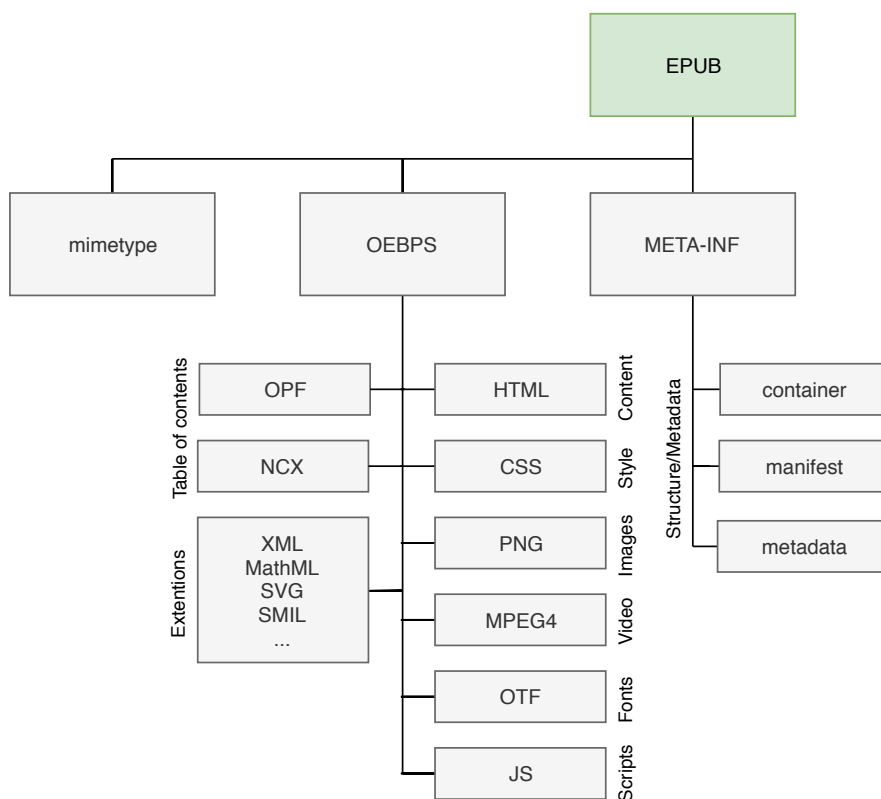 EPUB
mimetype
OEBPS
META-INF
Table of contents
OPF
HTML
Content
NCX
CSS
Style
Extentions
XML
MathML
SVG
SMIL
...
PNG
Images
MPEG4
Video
OTF
Fonts
JS
Scripts
Structure/Metadata
container
manifest
metadata